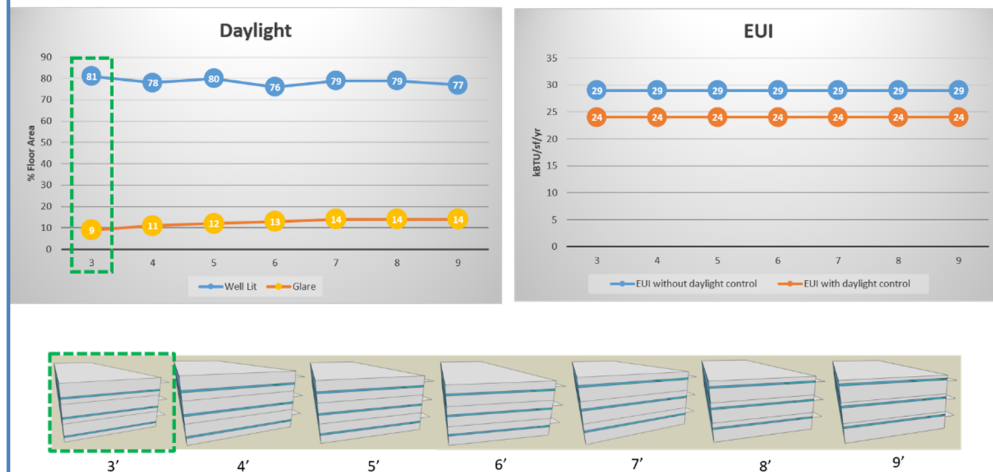 Daylight
% Floor Area
90
80
70
60
50
40
30
20
10
0
81 78 80 76 79 79 77
9 11 12 13 14 14 14
3 4 5 6 7 8 9
Well Lit Glare
EUI
kBTU/sf/yr
35
30
25
20
15
10
5
0
29 29 29 29 29 29 29
24 24 24 24 24 24 24
3 4 5 6 7 8 9
EUI without daylight control EUI with daylight control
3’ 4’ 5’ 6’ 7’ 8’ 9’